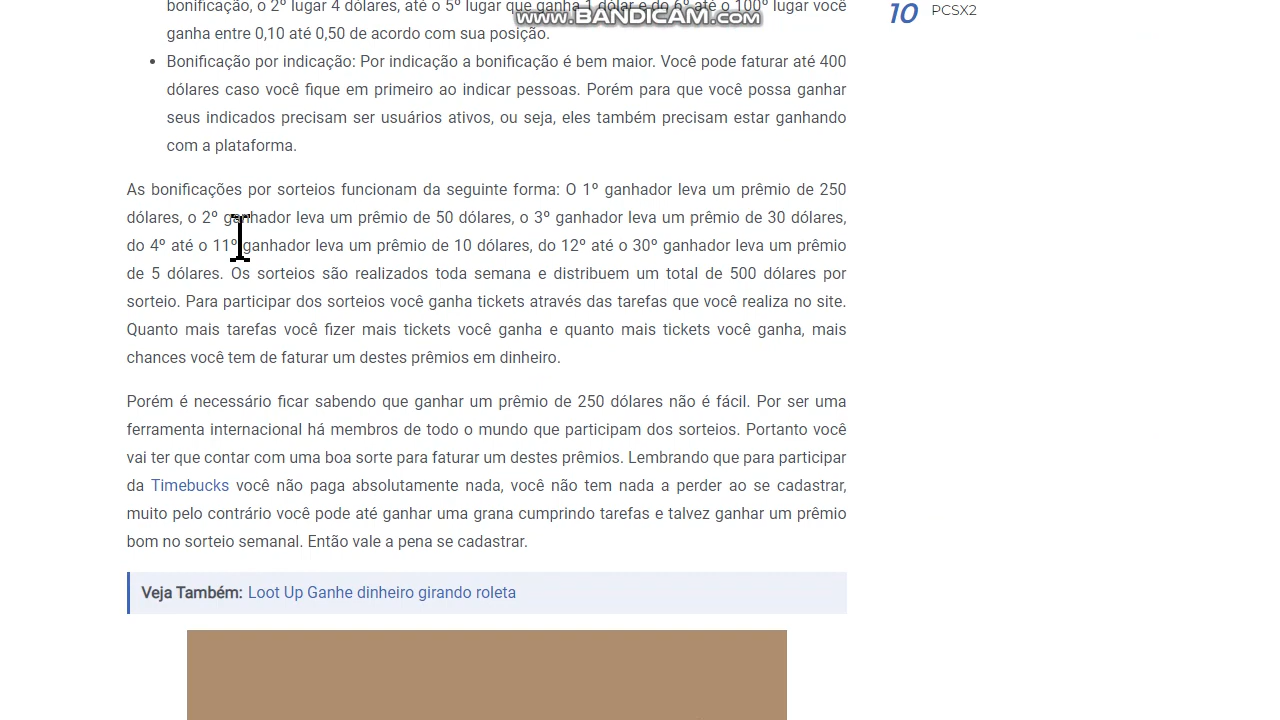 bonificação, o 2º lugar 4 dólares, até o 5º lugar que ganha 1 dólar e do 6º até o 100º lugar você
www.BANDICAM.com
ganha entre 0,10 até 0,50 de acordo com sua posição.
10 PCSX2
• Bonificação por indicação: Por indicação a bonificação é bem maior. Você pode faturar até 400
dólares caso você fique em primeiro ao indicar pessoas. Porém para que você possa ganhar
seus indicados precisam ser usuários ativos, ou seja, eles também precisam estar ganhando
com a plataforma.
As bonificações por sorteios funcionam da seguinte forma: O 1º ganhador leva um prêmio de 250
dólares, o 2º ganhador leva um prêmio de 50 dólares, o 3º ganhador leva um prêmio de 30 dólares,
do 4º até o 11º ganhador leva um prêmio de 10 dólares, do 12º até o 30º ganhador leva um prêmio
de 5 dólares. Os sorteios são realizados toda semana e distribuem um total de 500 dólares por
sorteio. Para participar dos sorteios você ganha tickets através das tarefas que você realiza no site.
Quanto mais tarefas você fizer mais tickets você ganha e quanto mais tickets você ganha, mais
chances você tem de faturar um destes prêmios em dinheiro.
Porém é necessário ficar sabendo que ganhar um prêmio de 250 dólares não é fácil. Por ser uma
ferramenta internacional há membros de todo o mundo que participam dos sorteios. Portanto você
vai ter que contar com uma boa sorte para faturar um destes prêmios. Lembrando que para participar
da Timebucks você não paga absolutamente nada, você não tem nada a perder ao se cadastrar,
muito pelo contrário você pode até ganhar uma grana cumprindo tarefas e talvez ganhar um prêmio
bom no sorteio semanal. Então vale a pena se cadastrar.
Veja Também: Loot Up Ganhe dinheiro girando roleta